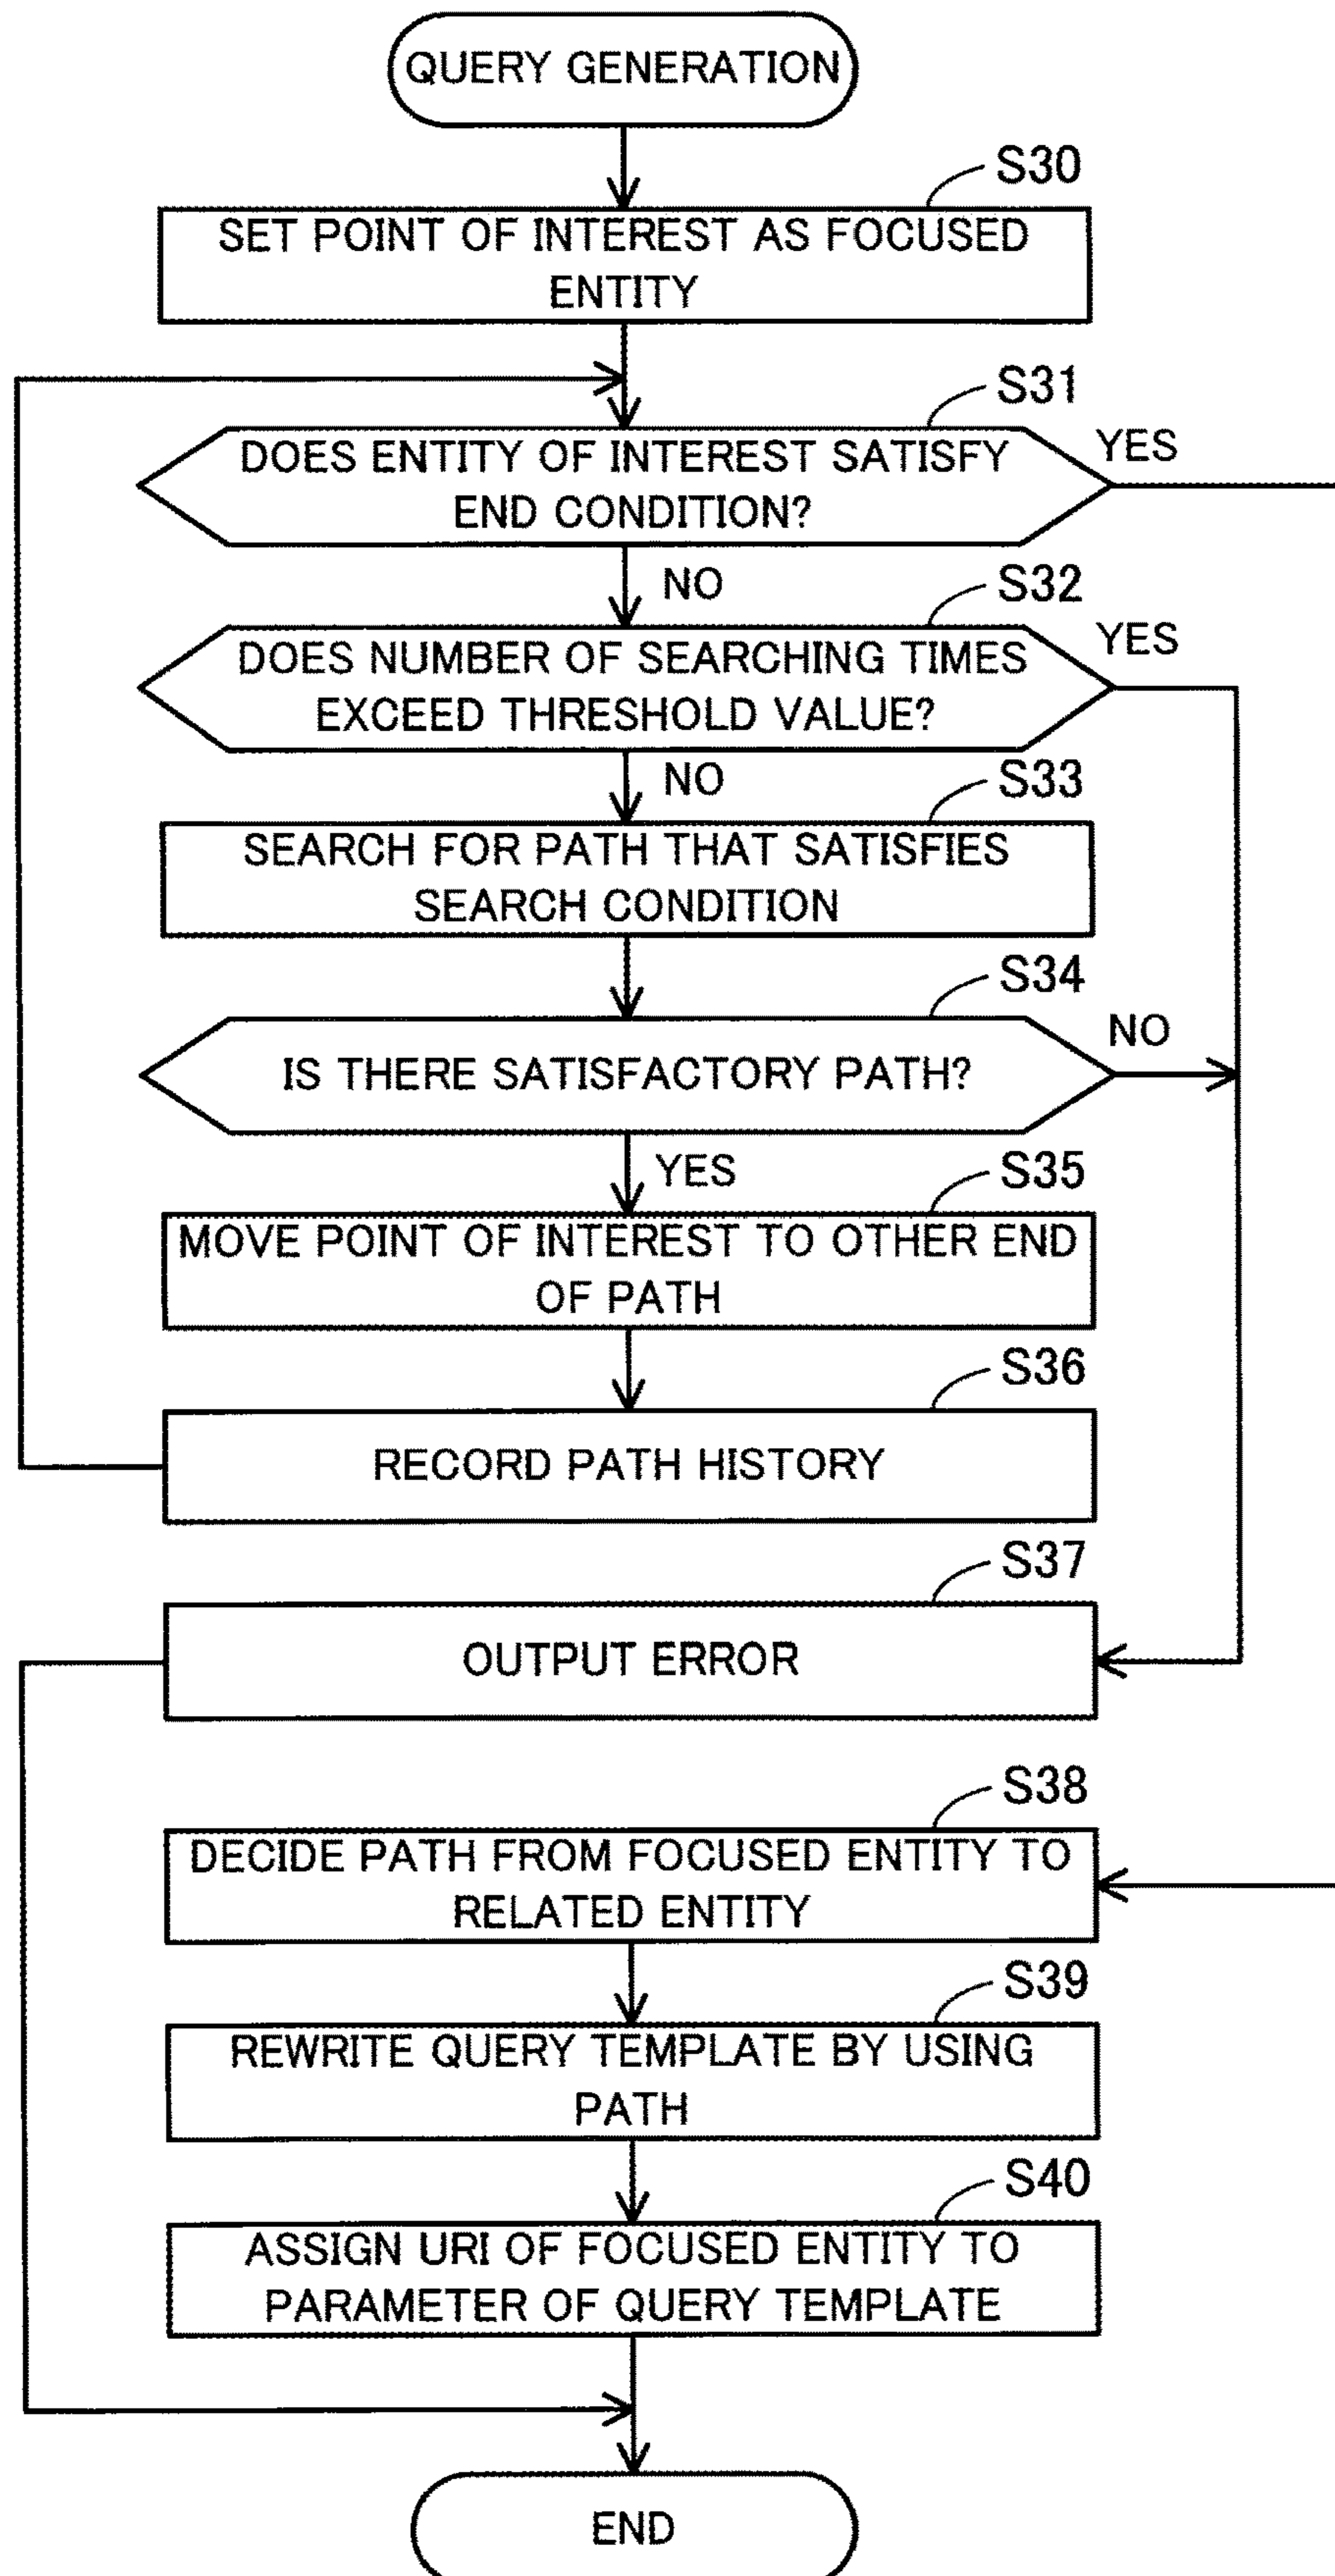 QUERY GENERATION
S30
SET POINT OF INTEREST AS FOCUSED
ENTITY
S31
DOES ENTITY OF INTEREST SATISFY
END CONDITION?
YES
NO
S32
DOES NUMBER OF SEARCHING TIMES
EXCEED THRESHOLD VALUE?
YES
NO
S33
SEARCH FOR PATH THAT SATISFIES
SEARCH CONDITION
S34
IS THERE SATISFACTORY PATH?
NO
YES
S35
MOVE POINT OF INTEREST TO OTHER END
OF PATH
S36
RECORD PATH HISTORY
S37
OUTPUT ERROR
S38
DECIDE PATH FROM FOCUSED ENTITY TO
RELATED ENTITY
S39
REWRITE QUERY TEMPLATE BY USING
PATH
S40
ASSIGN URI OF FOCUSED ENTITY TO
PARAMETER OF QUERY TEMPLATE
END